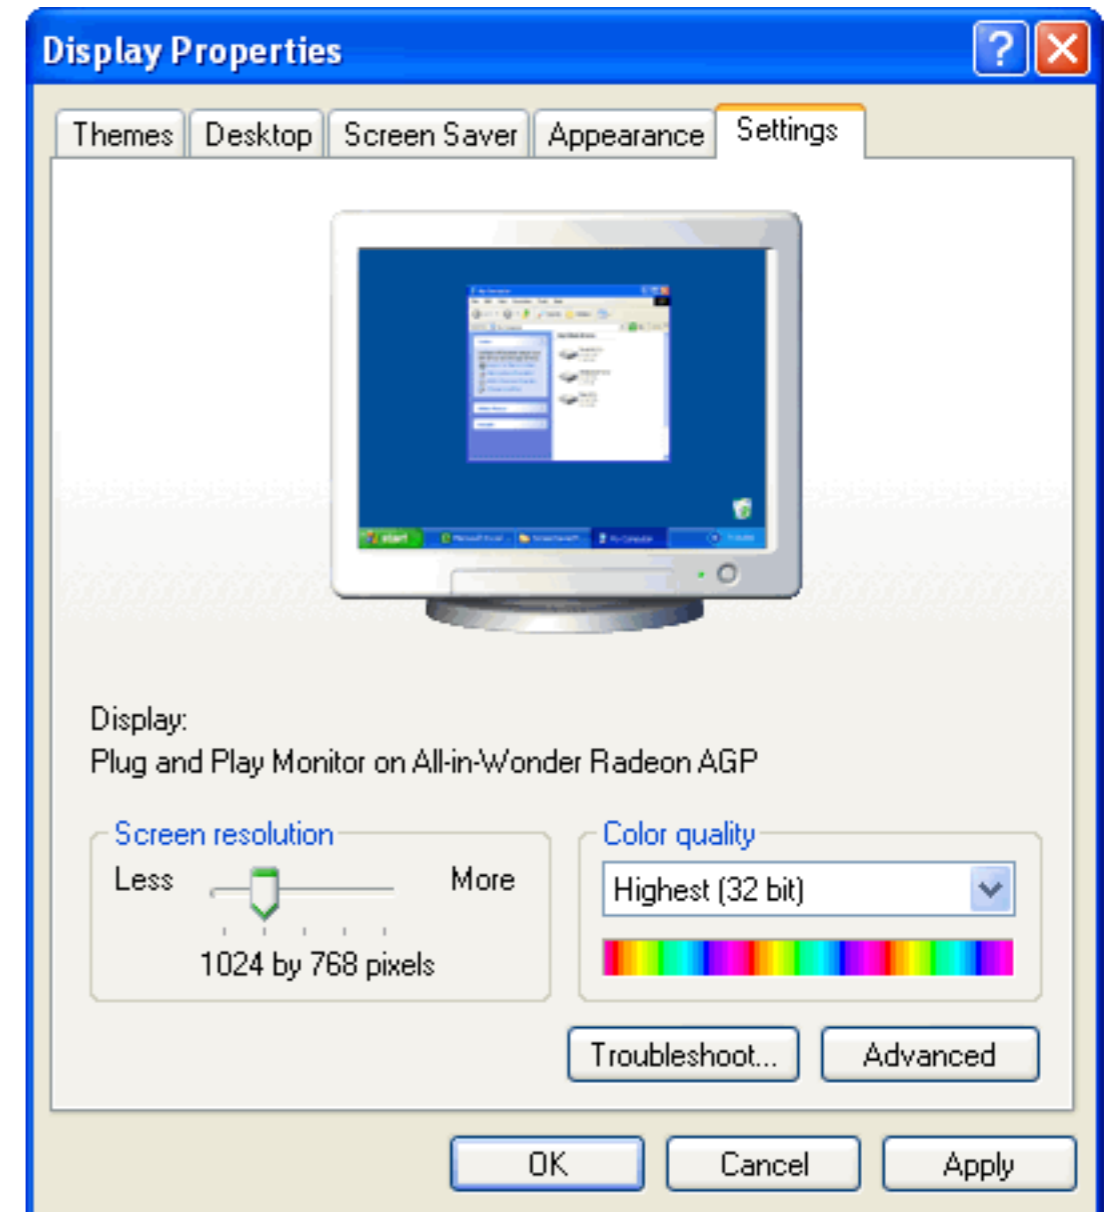 Display Properties
Themes Desktop Screen Saver Appearance Settings
start
Display:
Plug and Play Monitor on All-in-Wonder Radeon AGP
Screen resolution
Less More
1024 by 768 pixels
Color quality
Highest (32 bit)
Troubleshoot... Advanced
OK Cancel Apply